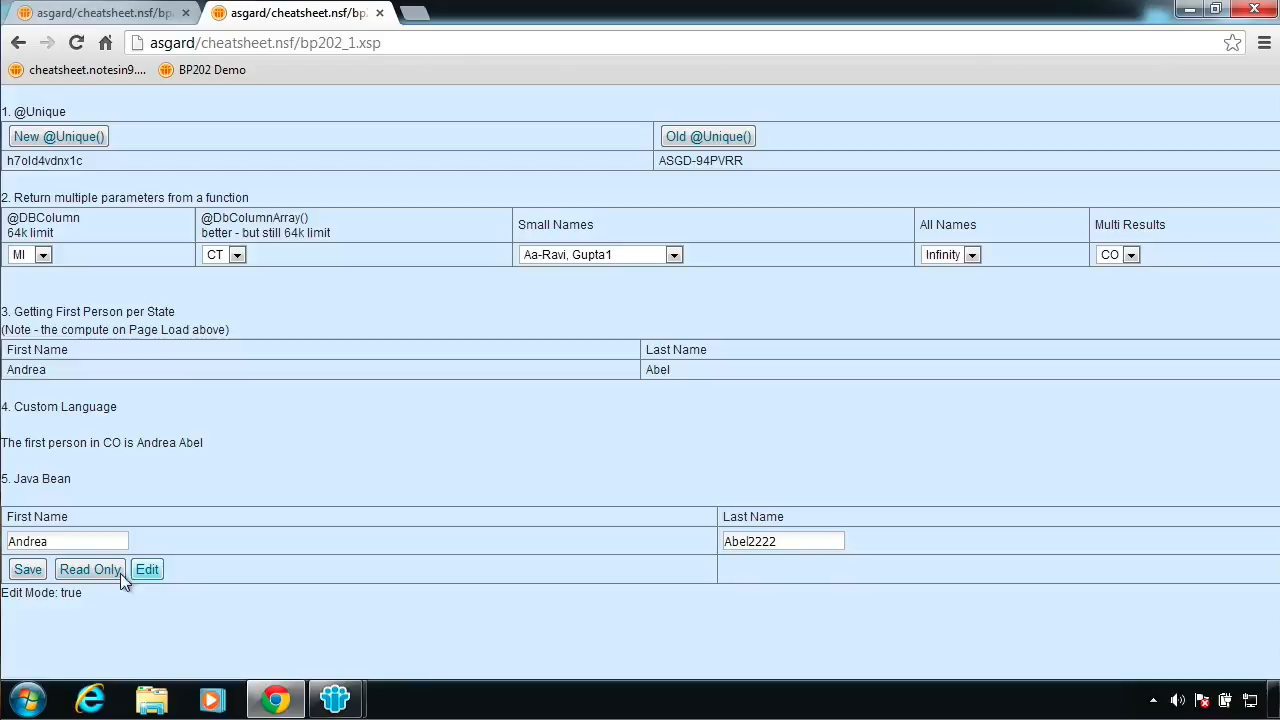 asgard/cheatsheet.nsf/bp
asgard/cheatsheet.nsf/bp
asgard/cheatsheet.nsf/bp202_1.xsp
cheatsheet.notesin9.... BP202 Demo
1. @Unique
New @Unique() Old @Unique()
h7old4vdnx1c ASGD-94PVRR
2. Return multiple parameters from a function
@DBColumn
64k limit
@DbColumnArray()
better - but still 64k limit
Small Names
All Names
Multi Results
MI CT Aa-Ravi, Gupta1 Infinity CO
3. Getting First Person per State
(Note - the compute on Page Load above)
First Name Last Name
Andrea Abel
4. Custom Language
The first person in CO is Andrea Abel
5. Java Bean
First Name Last Name
Andrea Abel2222
Save Read Only Edit
Edit Mode: true